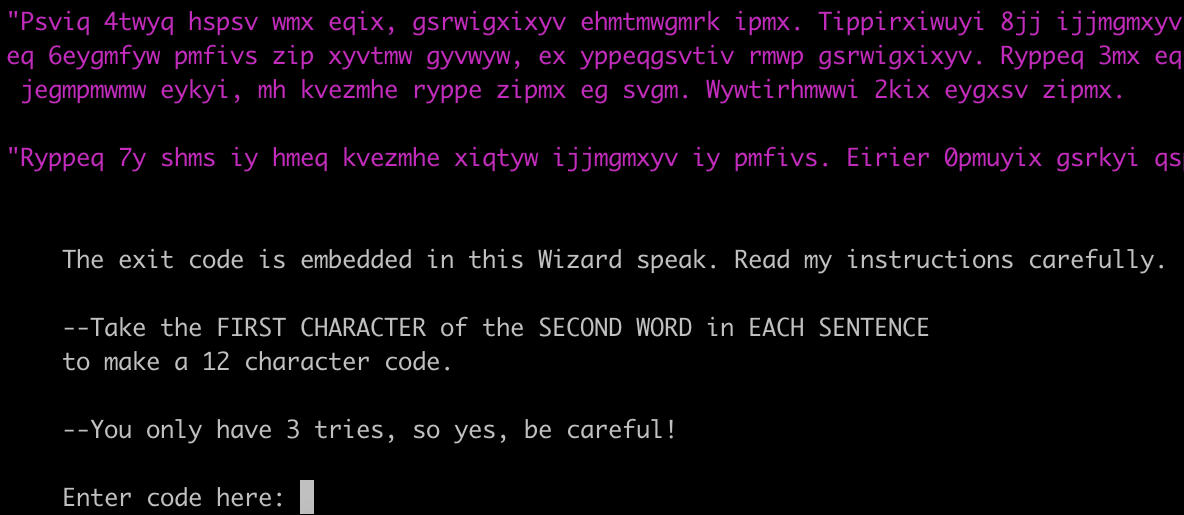 "Psviq 4twyq hspsv wmx eqix, gsrwigxixyv ehmtmwgmrk ipmx. Tippirxiwuyi 8jj ijjmgmxyv
eq 6eygmfyw pmfivs zip xyvtmw gyvwyw, ex yppeqgsvtiv rmwp gsrwigxixyv. Ryppeq 3mx eq
jegmpmwmw eykyi, mh kvezmhe ryppe zipmx eg svgm. Wywtirhmwwi 2kix eygxsv zipmx.
"Ryppeq 7y shms iy hmeq kvezmhe xiqtyw ijjmgmxyv iy pmfivs. Eirier 0pmuyix gsrkyi
The exit code is embedded in this Wizard speak. Read my instructions carefully.
--Take the FIRST CHARACTER of the SECOND WORD in EACH SENTENCE
to make a 12 character code.
--You only have 3 tries, so yes, be careful!
Enter code here: